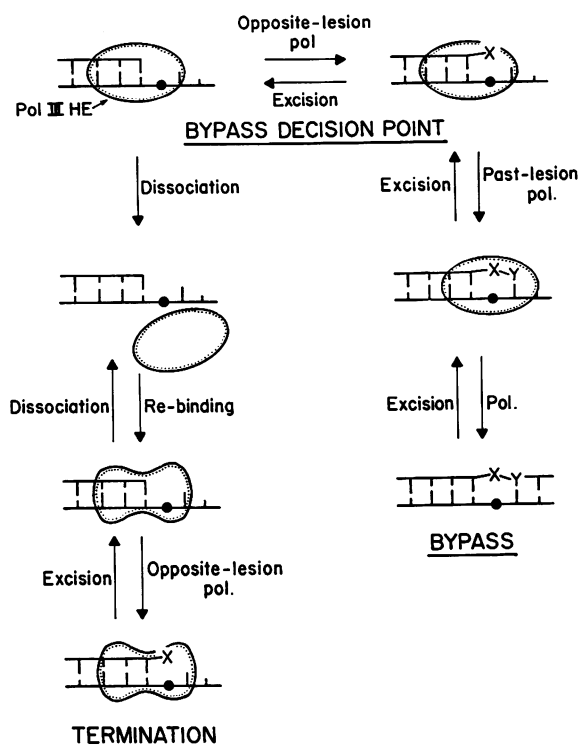 Opposite-lesion
pol
Excision
Pol III HE
X
BYPASS DECISION POINT
Dissociation
Excision
Past-lesion
pol.
X Y
Dissociation
Re-binding
Excision
Pol.
X Y
BYPASS
Excision
Opposite-lesion
pol.
X
TERMINATION